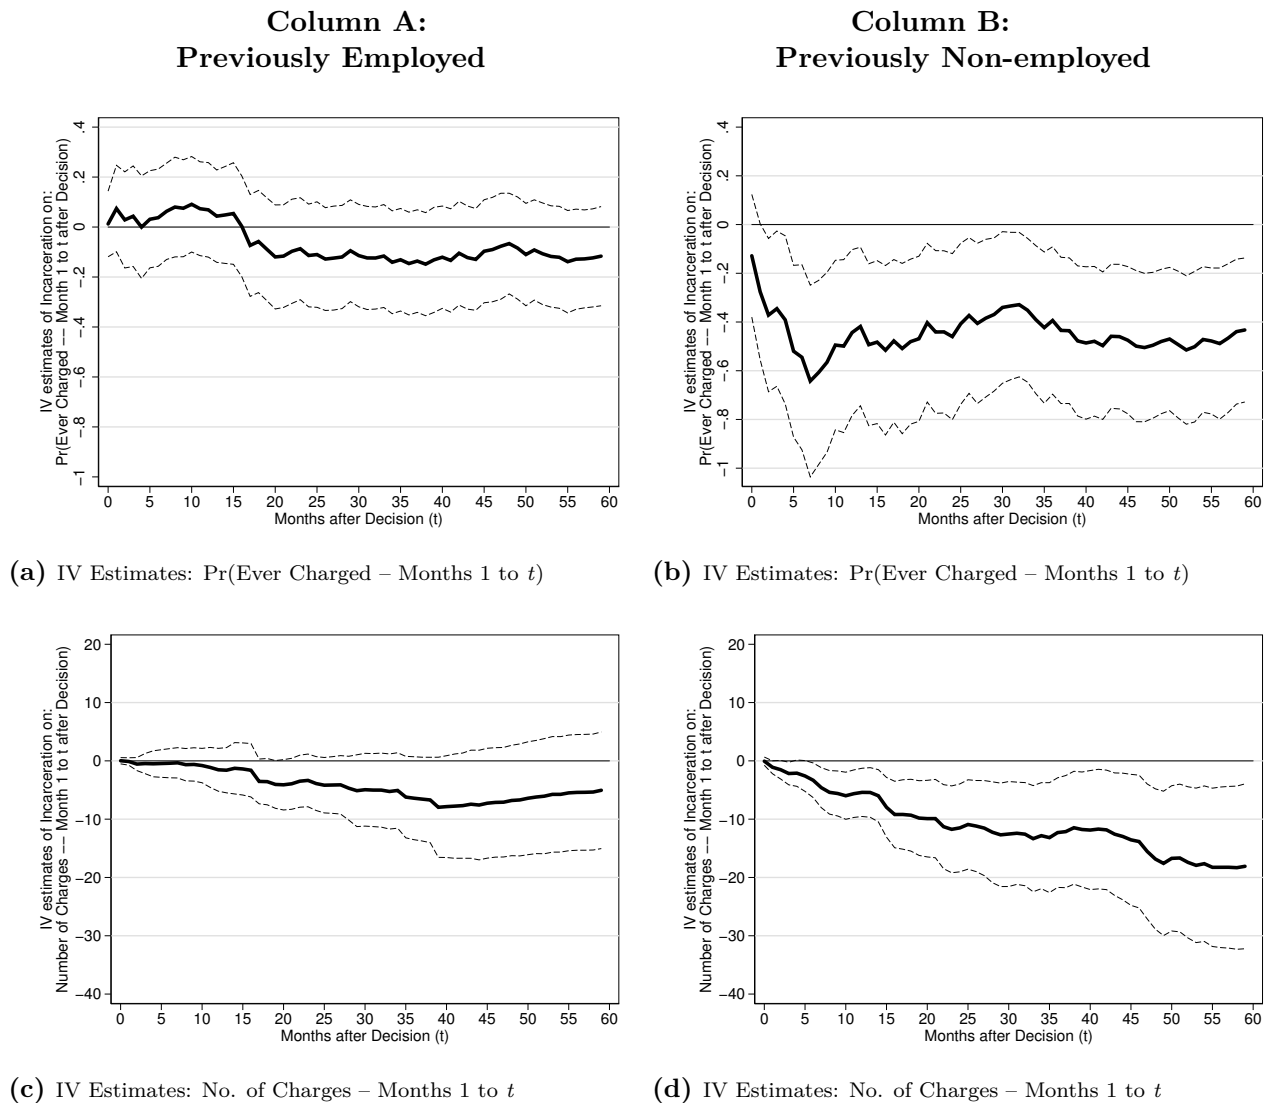 Column A:
Previously Employed
Column B:
Previously Non-employed
IV estimates of Incarceration on:
Pr(Ever Charged −− Month 1 to t after Decision)
.4
.2
0
−.2
−.4
−.6
−.8
−1
0 5 10 15 20 25 30 35 40 45 50 55 60
Months after Decision (t)
(a) IV Estimates: Pr(Ever Charged – Months 1 to t)
IV estimates of Incarceration on:
Pr(Ever Charged −− Month 1 to t after Decision)
.4
.2
0
−.2
−.4
−.6
−.8
−1
0 5 10 15 20 25 30 35 40 45 50 55 60
Months after Decision (t)
(b) IV Estimates: Pr(Ever Charged – Months 1 to t)
IV estimates of Incarceration on:
Number of Charges −− Month 1 to t after Decision)
20
10
0
−10
−20
−30
−40
0 5 10 15 20 25 30 35 40 45 50 55 60
Months after Decision (t)
(c) IV Estimates: No. of Charges – Months 1 to t
IV estimates of Incarceration on:
Number of Charges −− Month 1 to t after Decision)
20
10
0
−10
−20
−30
−40
0 5 10 15 20 25 30 35 40 45 50 55 60
Months after Decision (t)
(d) IV Estimates: No. of Charges – Months 1 to t